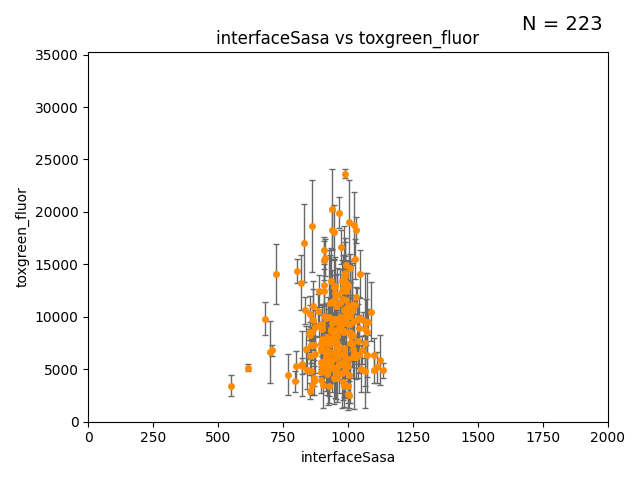 N = 223
interfaceSasa vs toxgreen_fluor
35000
30000
25000
20000
15000
10000
5000
0
toxgreen_fluor
0 250 500 750 1000 1250 1500 1750 2000
interfaceSasa